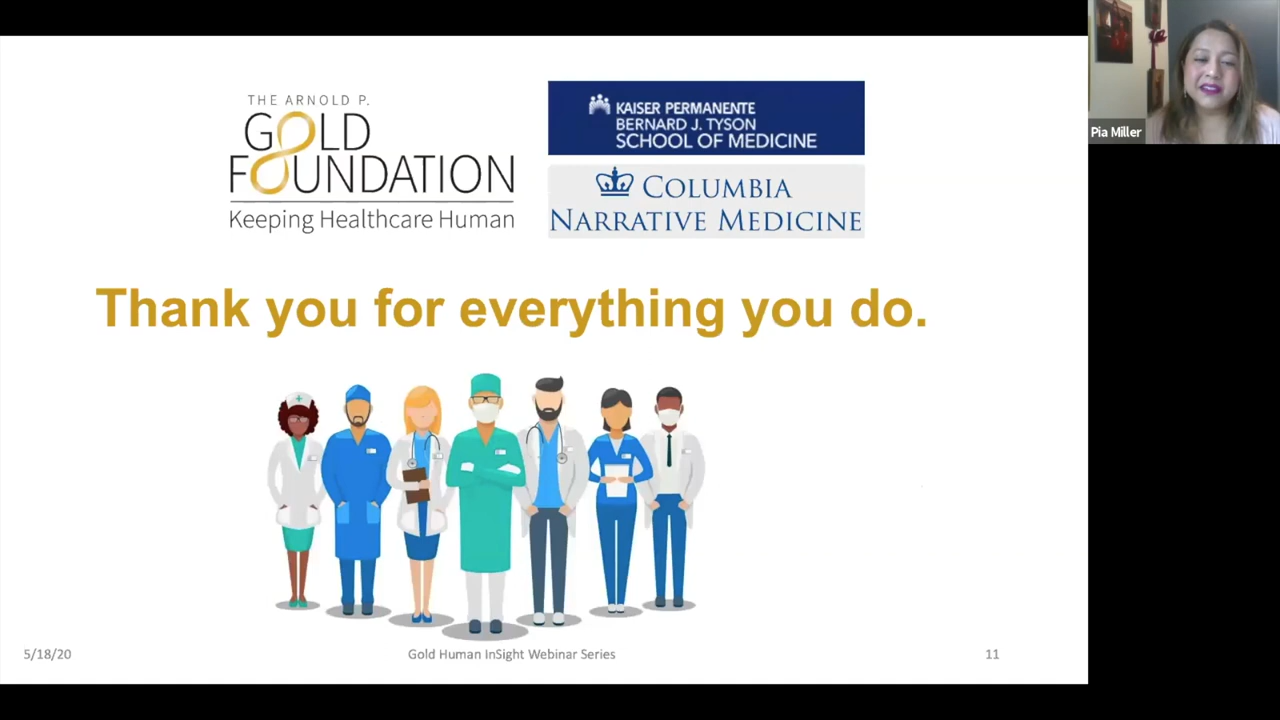 THE ARNOLD P.
GOLD
FOUNDATION
Keeping Healthcare Human
KAISER PERMANENTE
BERNARD J. TYSON
SCHOOL OF MEDICINE
COLUMBIA
NARRATIVE MEDICINE
Thank you for everything you do.
5/18/20
Gold Human InSight Webinar Series
11
Pia Miller